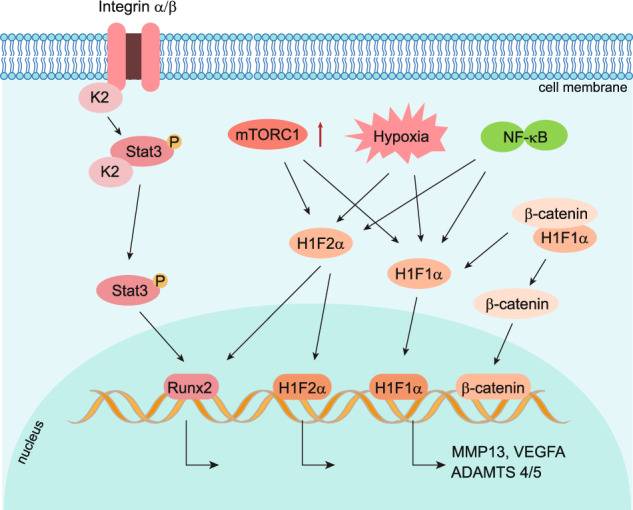 Integrin α/β
cell membrane
K2
Stat3
P
K2
mTORC1
Hypoxia
NF-κB
β-catenin
H1F1α
H1F2α
H1F1α
Stat3
P
β-catenin
Runx2
H1F2α
H1F1α
β-catenin
nucleus
MMP13, VEGFA
ADAMTS 4/5